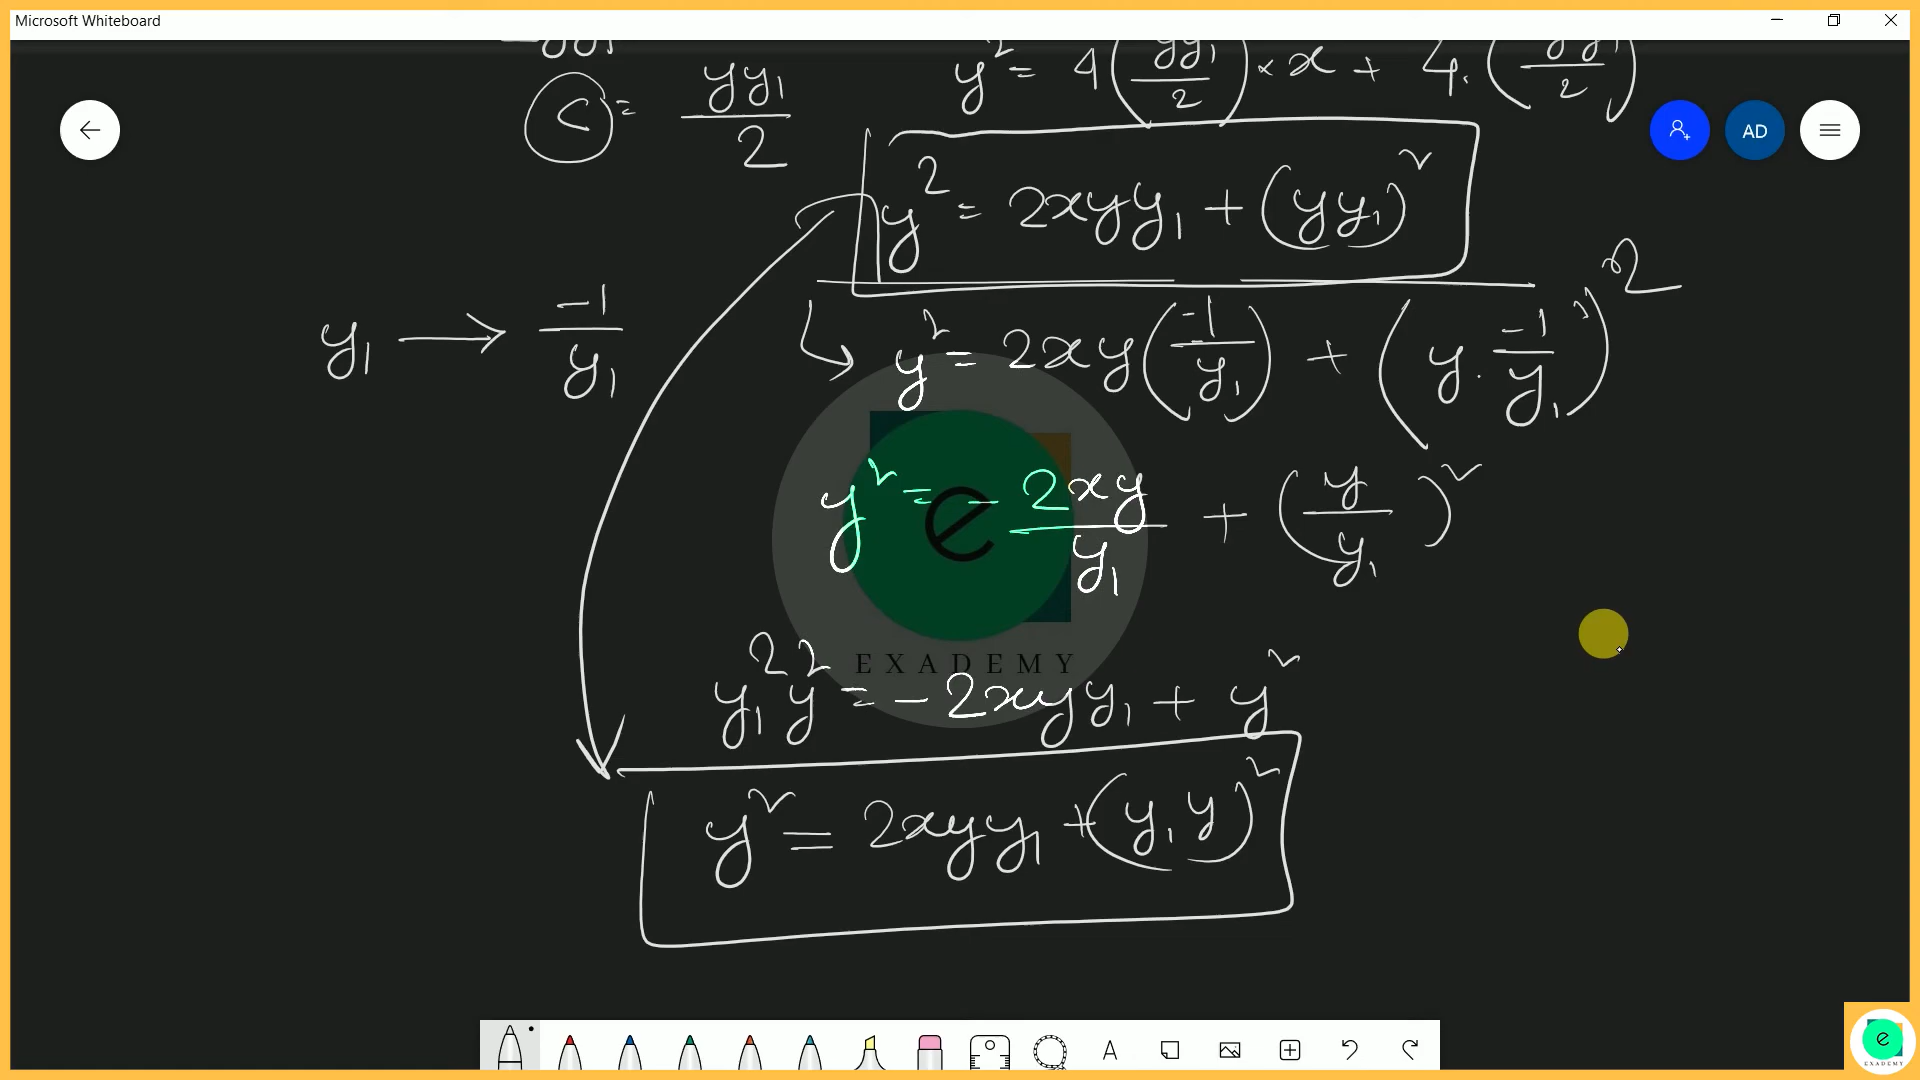 Microsoft Whiteboard
c = yy₁/2
y² = 4(yy₁/2) × x + 4·(yy₁/2)
AD
y² = 2xyy₁ + (yy₁)²
y₁ → -1/y₁
y² = 2xy(-1/y₁) + (y·-1/y₁)²
y² = -2xy/y₁ + (y/y₁)²
e
EXADEMY
y₁²y² = -2xyy₁ + y²
y² = 2xyy₁ + (y₁y)²
A
e
EXADEMY